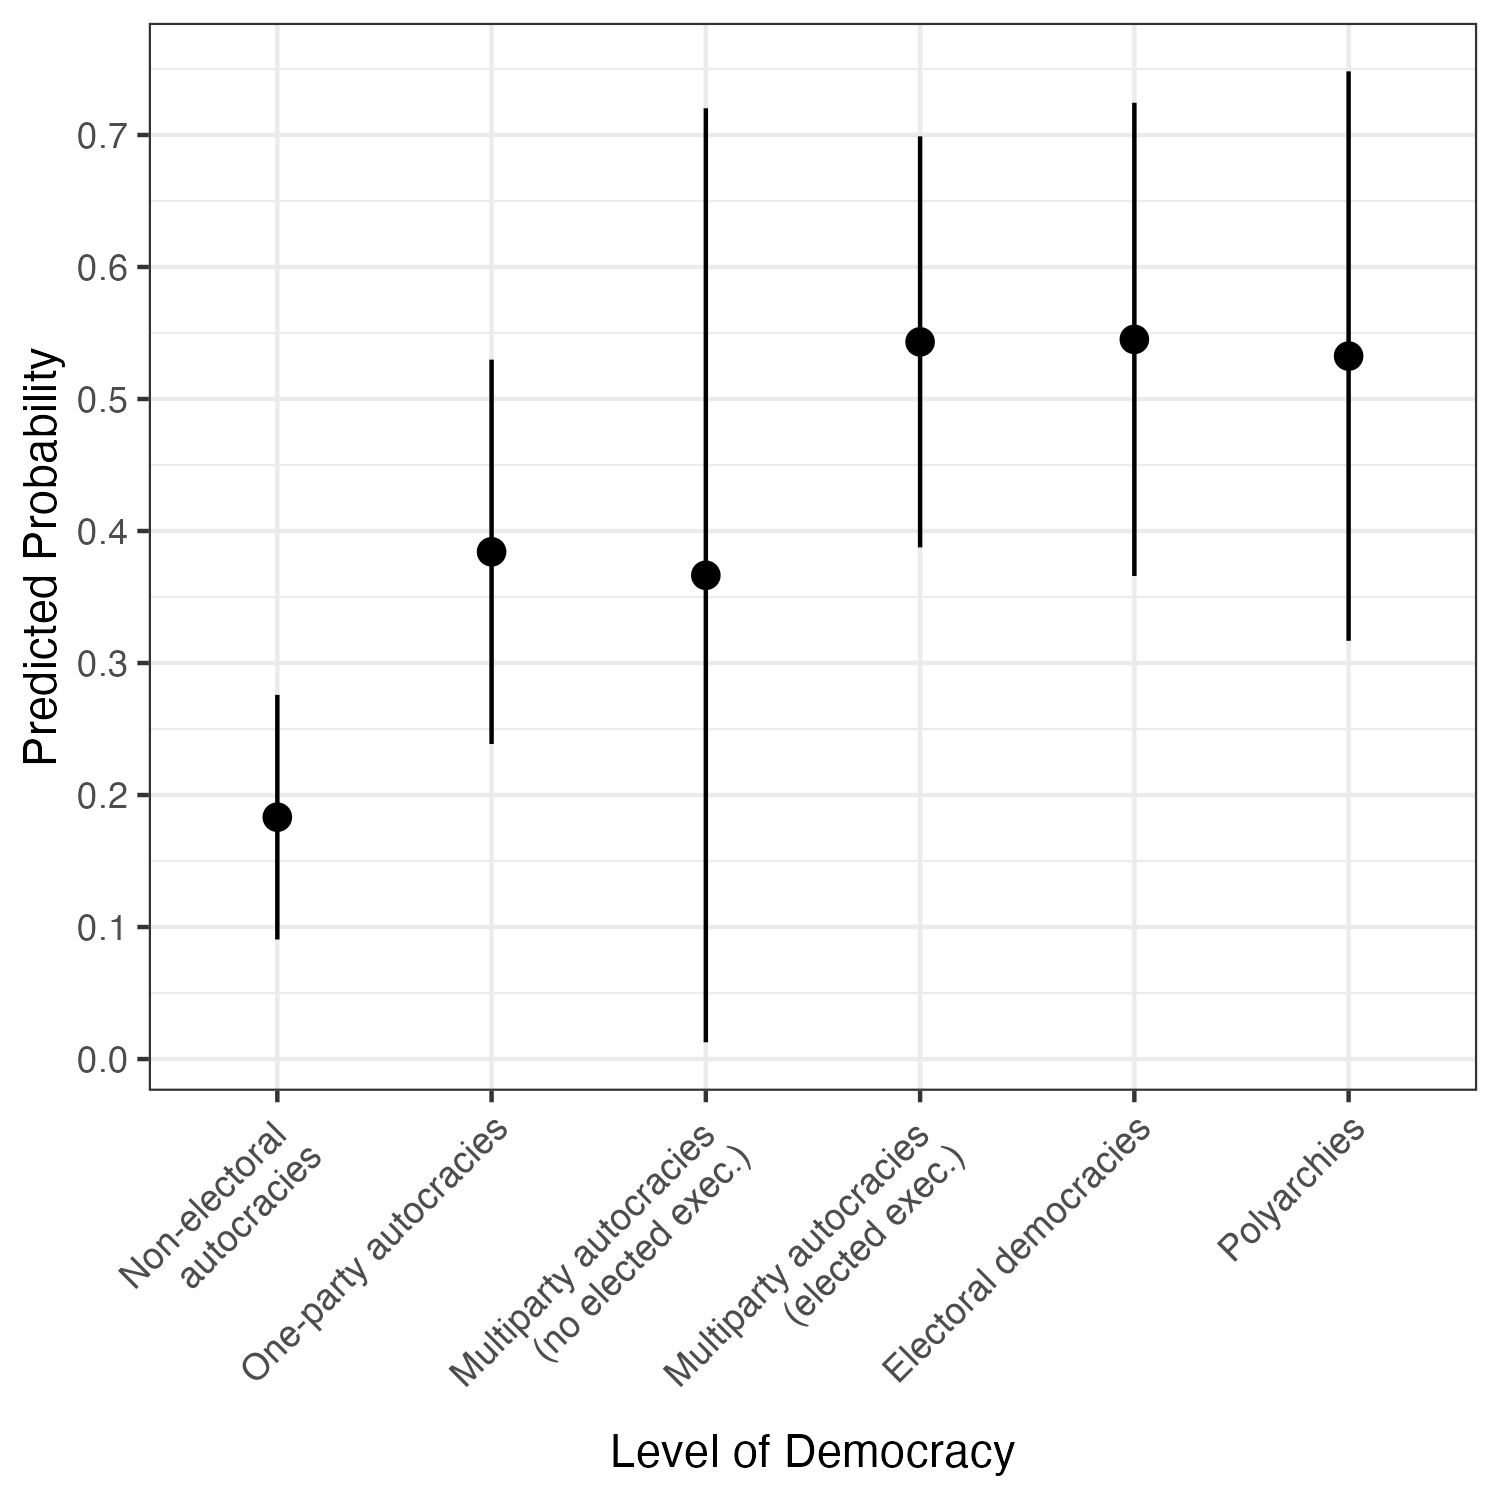 Predicted Probability
0.7
0.6
0.5
0.4
0.3
0.2
0.1
0.0
Non-electoral
autocracies
One-party autocracies
Multiparty autocracies
(no elected exec.)
Multiparty autocracies
(elected exec.)
Electoral democracies
Polyarchies
Level of Democracy